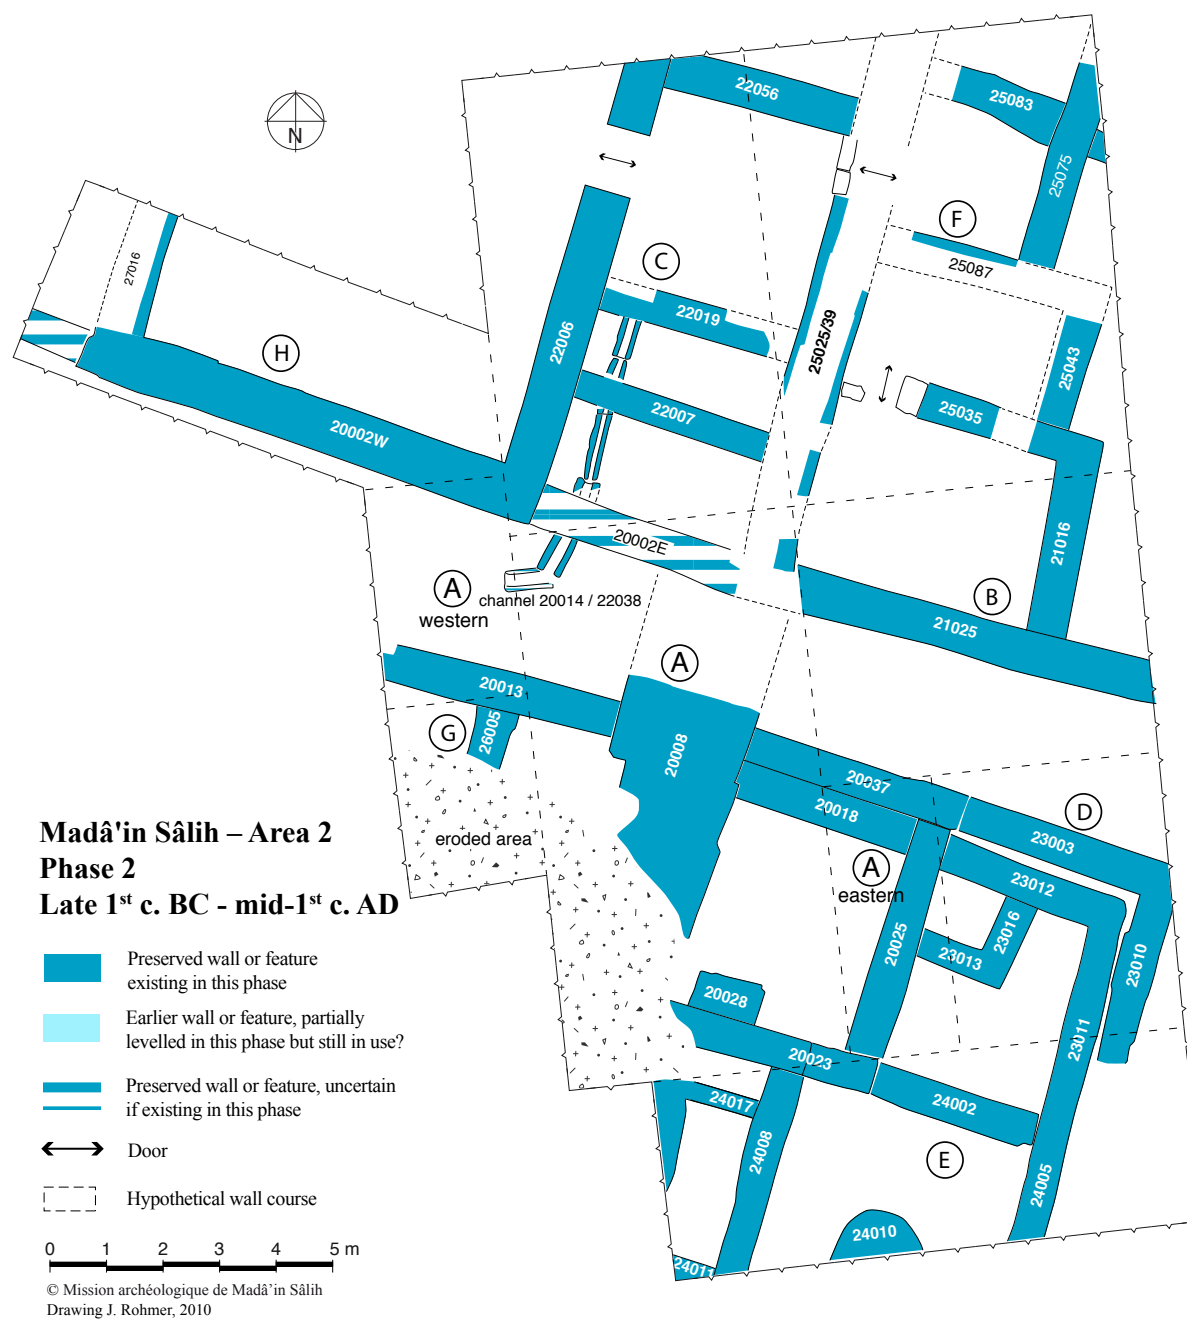 22056
25083
N
25075
F
25087
C
27016
22019
22006
25025/39
H
25043
22007
25035
20002W
20002E
21016
A
western
channel 20014 / 22038
B
21025
A
20013
26005
G
20008
20037
20018
D
23003
eroded area
A
eastern
23012
23016
20025
23013
23010
20028
23011
20023
24002
24017
24008
E
24005
24010
24011
Madâ'in Sâlih – Area 2
Phase 2
Late 1st c. BC - mid-1st c. AD
Preserved wall or feature
existing in this phase
Earlier wall or feature, partially
levelled in this phase but still in use?
Preserved wall or feature, uncertain
if existing in this phase
Door
Hypothetical wall course
0 1 2 3 4 5 m
© Mission archéologique de Madâ'in Sâlih
Drawing J. Rohmer, 2010